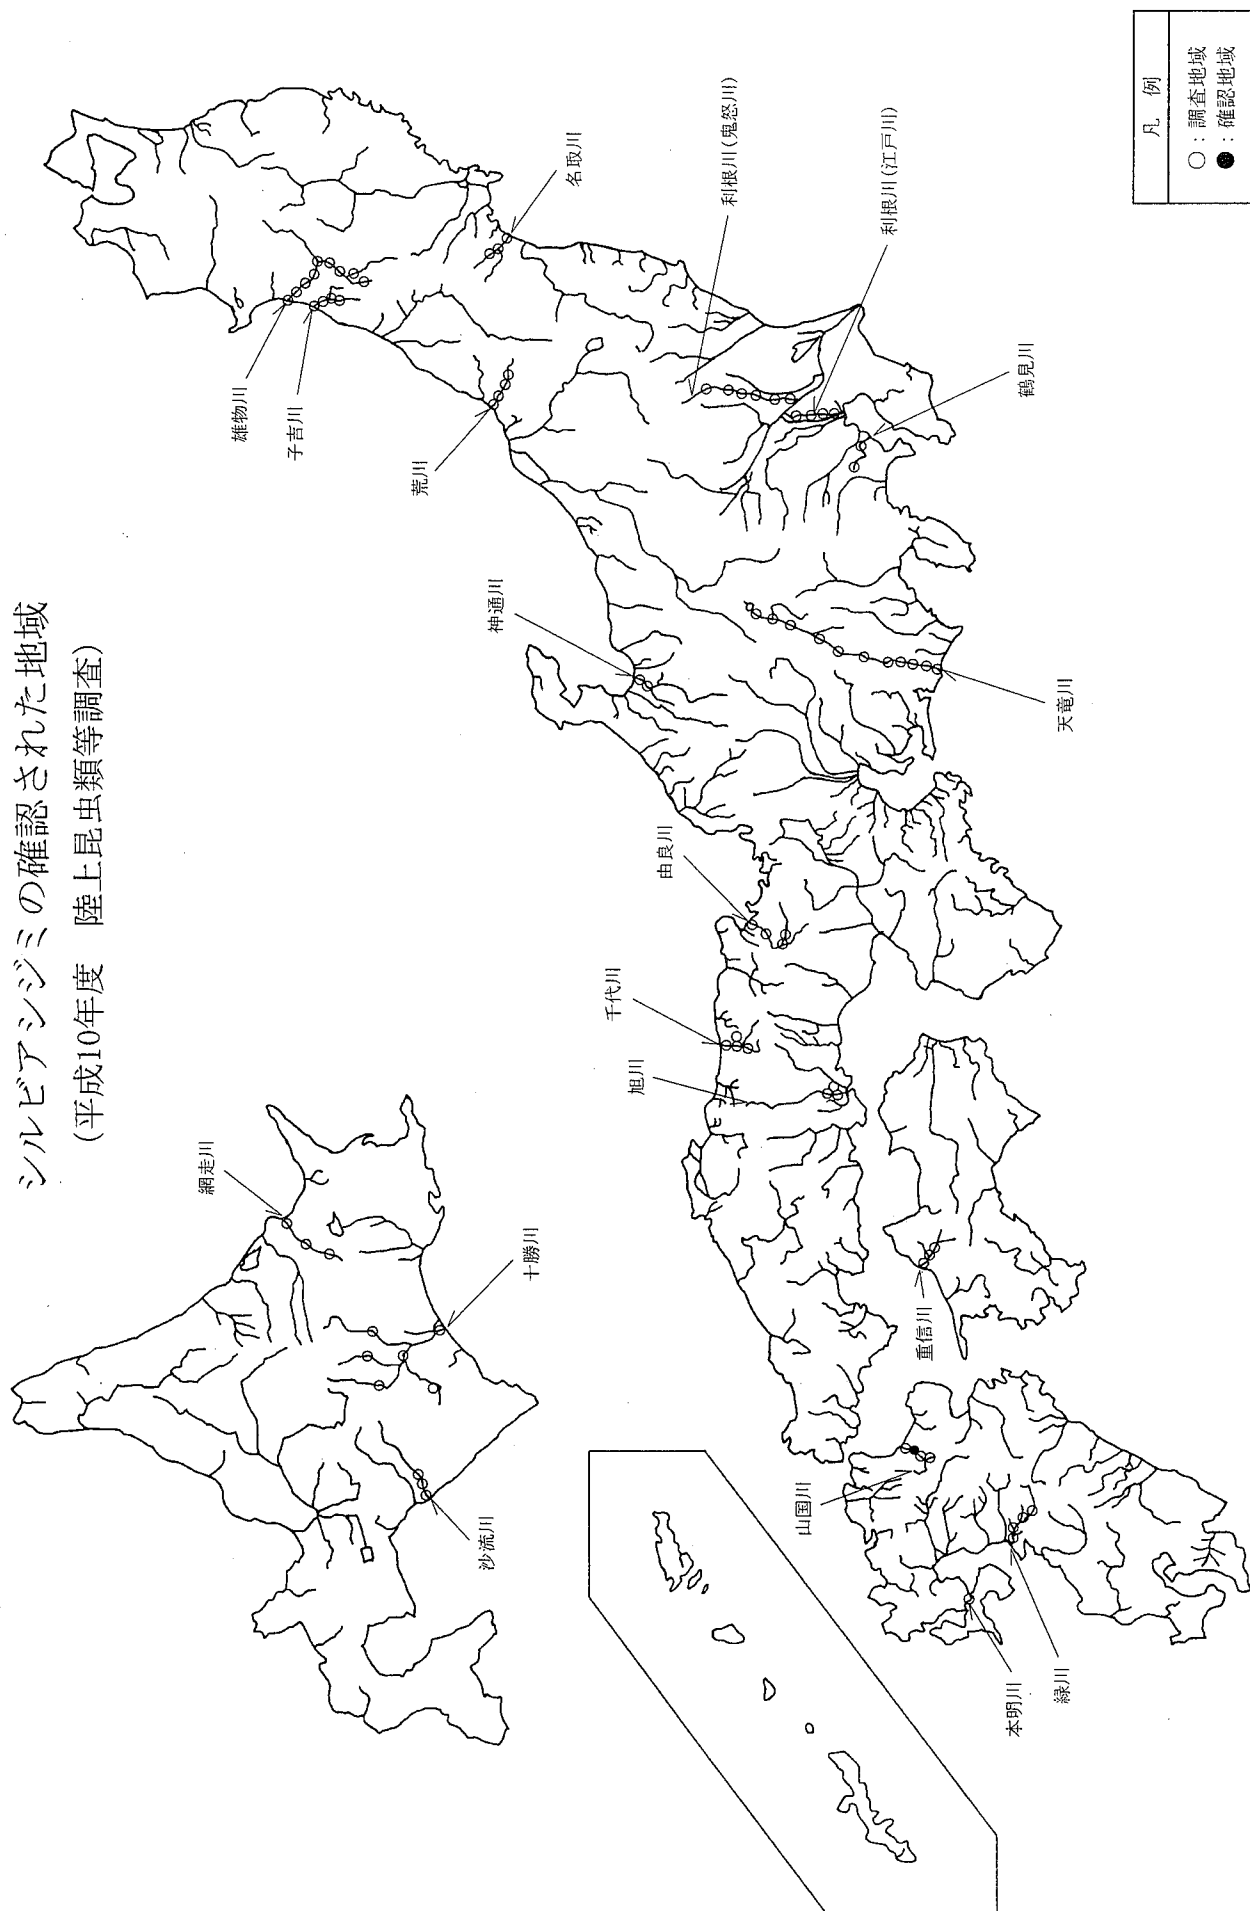 シルビアシジミの確認された地域
(平成10年度 陸上昆虫類等調査)
網走川
十勝川
沙流川
雄物川
子吉川
名取川
荒川
利根川(鬼怒川)
利根川(江戸川)
鶴見川
神通川
天竜川
由良川
千代川
旭川
重信川
山国川
本明川
緑川
凡 例
○:調査地域
●:確認地域